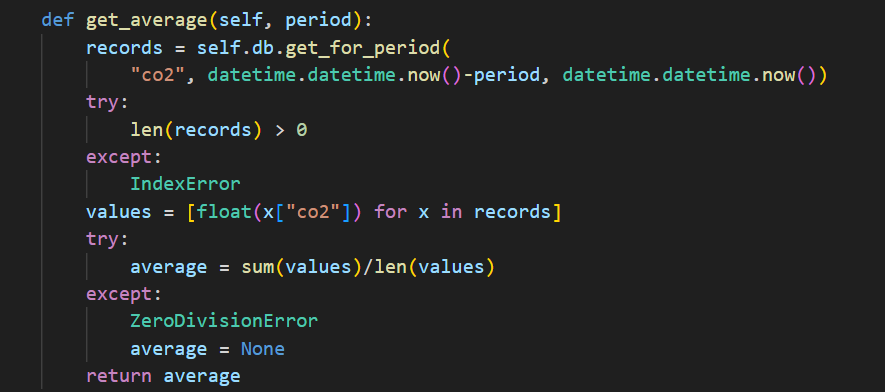 def get_average(self, period):
    records = self.db.get_for_period(
        "co2", datetime.datetime.now()-period, datetime.datetime.now())
    try:
        len(records) > 0
    except:
        IndexError
    values = [float(x["co2"]) for x in records]
    try:
        average = sum(values)/len(values)
    except:
        ZeroDivisionError
        average = None
    return average